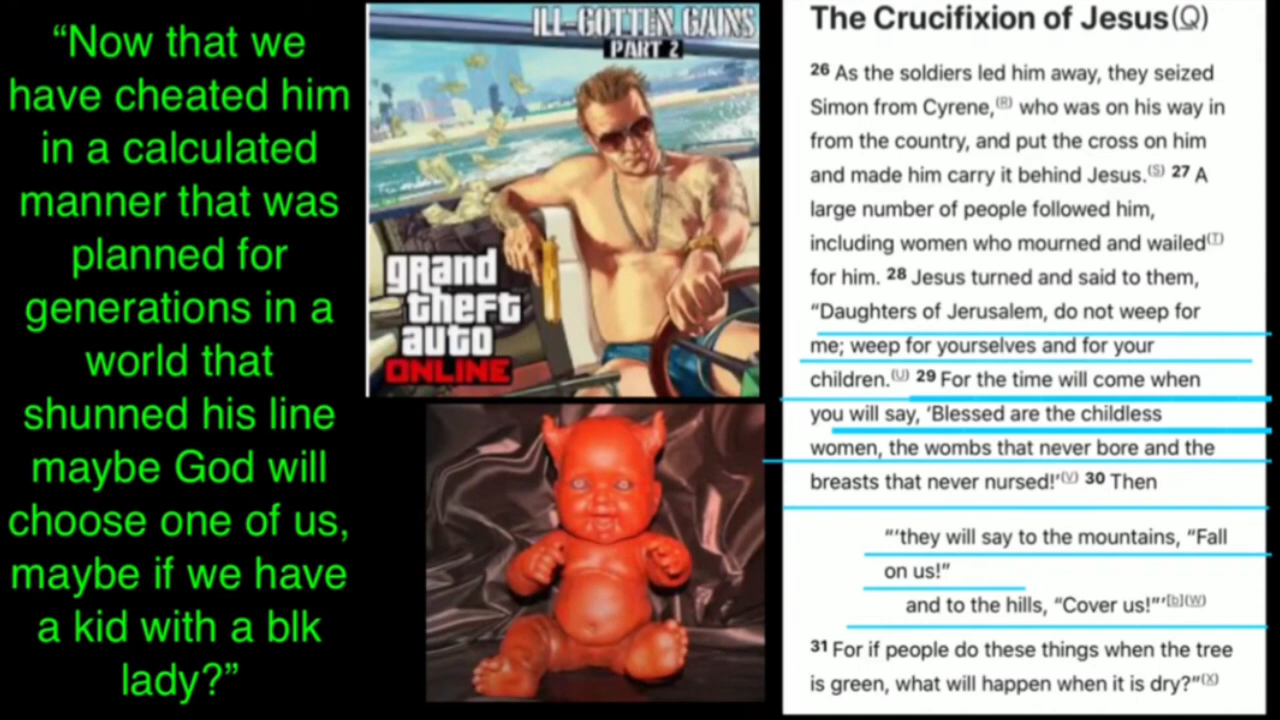 “Now that we
have cheated him
in a calculated
manner that was
planned for
generations in a
world that
shunned his line
maybe God will
choose one of us,
maybe if we have
a kid with a blk
lady?”
ILL-GOTTEN GAINS
PART 2
grand
theft
auto
ONLINE
The Crucifixion of Jesus(Q)
26 As the soldiers led him away, they seized
Simon from Cyrene,(R) who was on his way in
from the country, and put the cross on him
and made him carry it behind Jesus.(S) 27 A
large number of people followed him,
including women who mourned and wailed(T)
for him. 28 Jesus turned and said to them,
“Daughters of Jerusalem, do not weep for
me; weep for yourselves and for your
children.(U) 29 For the time will come when
you will say, ‘Blessed are the childless
women, the wombs that never bore and the
breasts that never nursed!’(V) 30 Then
“‘they will say to the mountains, “Fall
on us!”
and to the hills, “Cover us!”’[b](W)
31 For if people do these things when the tree
is green, what will happen when it is dry?”(X)